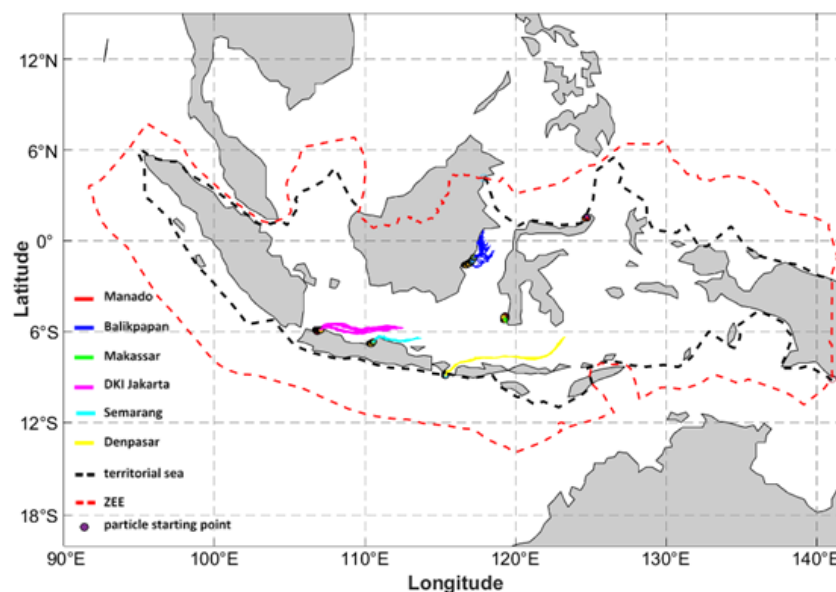 12°N
6°N
0°
6°S
12°S
18°S
Latitude
Manado
Balikpapan
Makassar
DKI Jakarta
Semarang
Denpasar
territorial sea
ZEE
particle starting point
90°E 100°E 110°E 120°E 130°E 140°E
Longitude